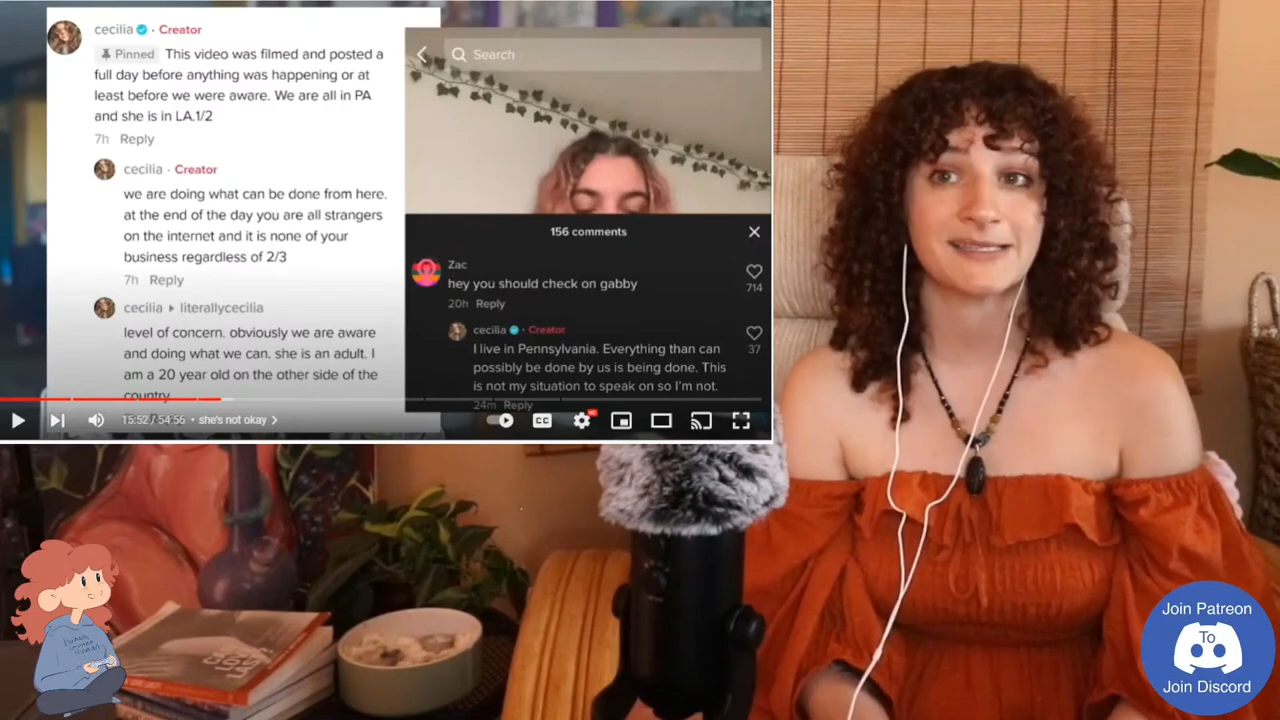 cecilia · Creator
Pinned This video was filmed and posted a
full day before anything was happening or at
least before we were aware. We are all in PA
and she is in LA.1/2
7h Reply
cecilia · Creator
we are doing what can be done from here.
at the end of the day you are all strangers
on the internet and it is none of your
business regardless of 2/3
7h Reply
cecilia ▸ literallycecilia
level of concern. obviously we are aware
and doing what we can. she is an adult. I
am a 20 year old on the other side of the
country
Search
156 comments
Zac
hey you should check on gabby
714
20h Reply
cecilia · Creator
I live in Pennsylvania. Everything than can
37
possibly be done by us is being done. This
is not my situation to speak on so I'm not.
24m Reply
15:52 / 54:56 • she's not okay >
CC
HD
Join Patreon
To
Join Discord